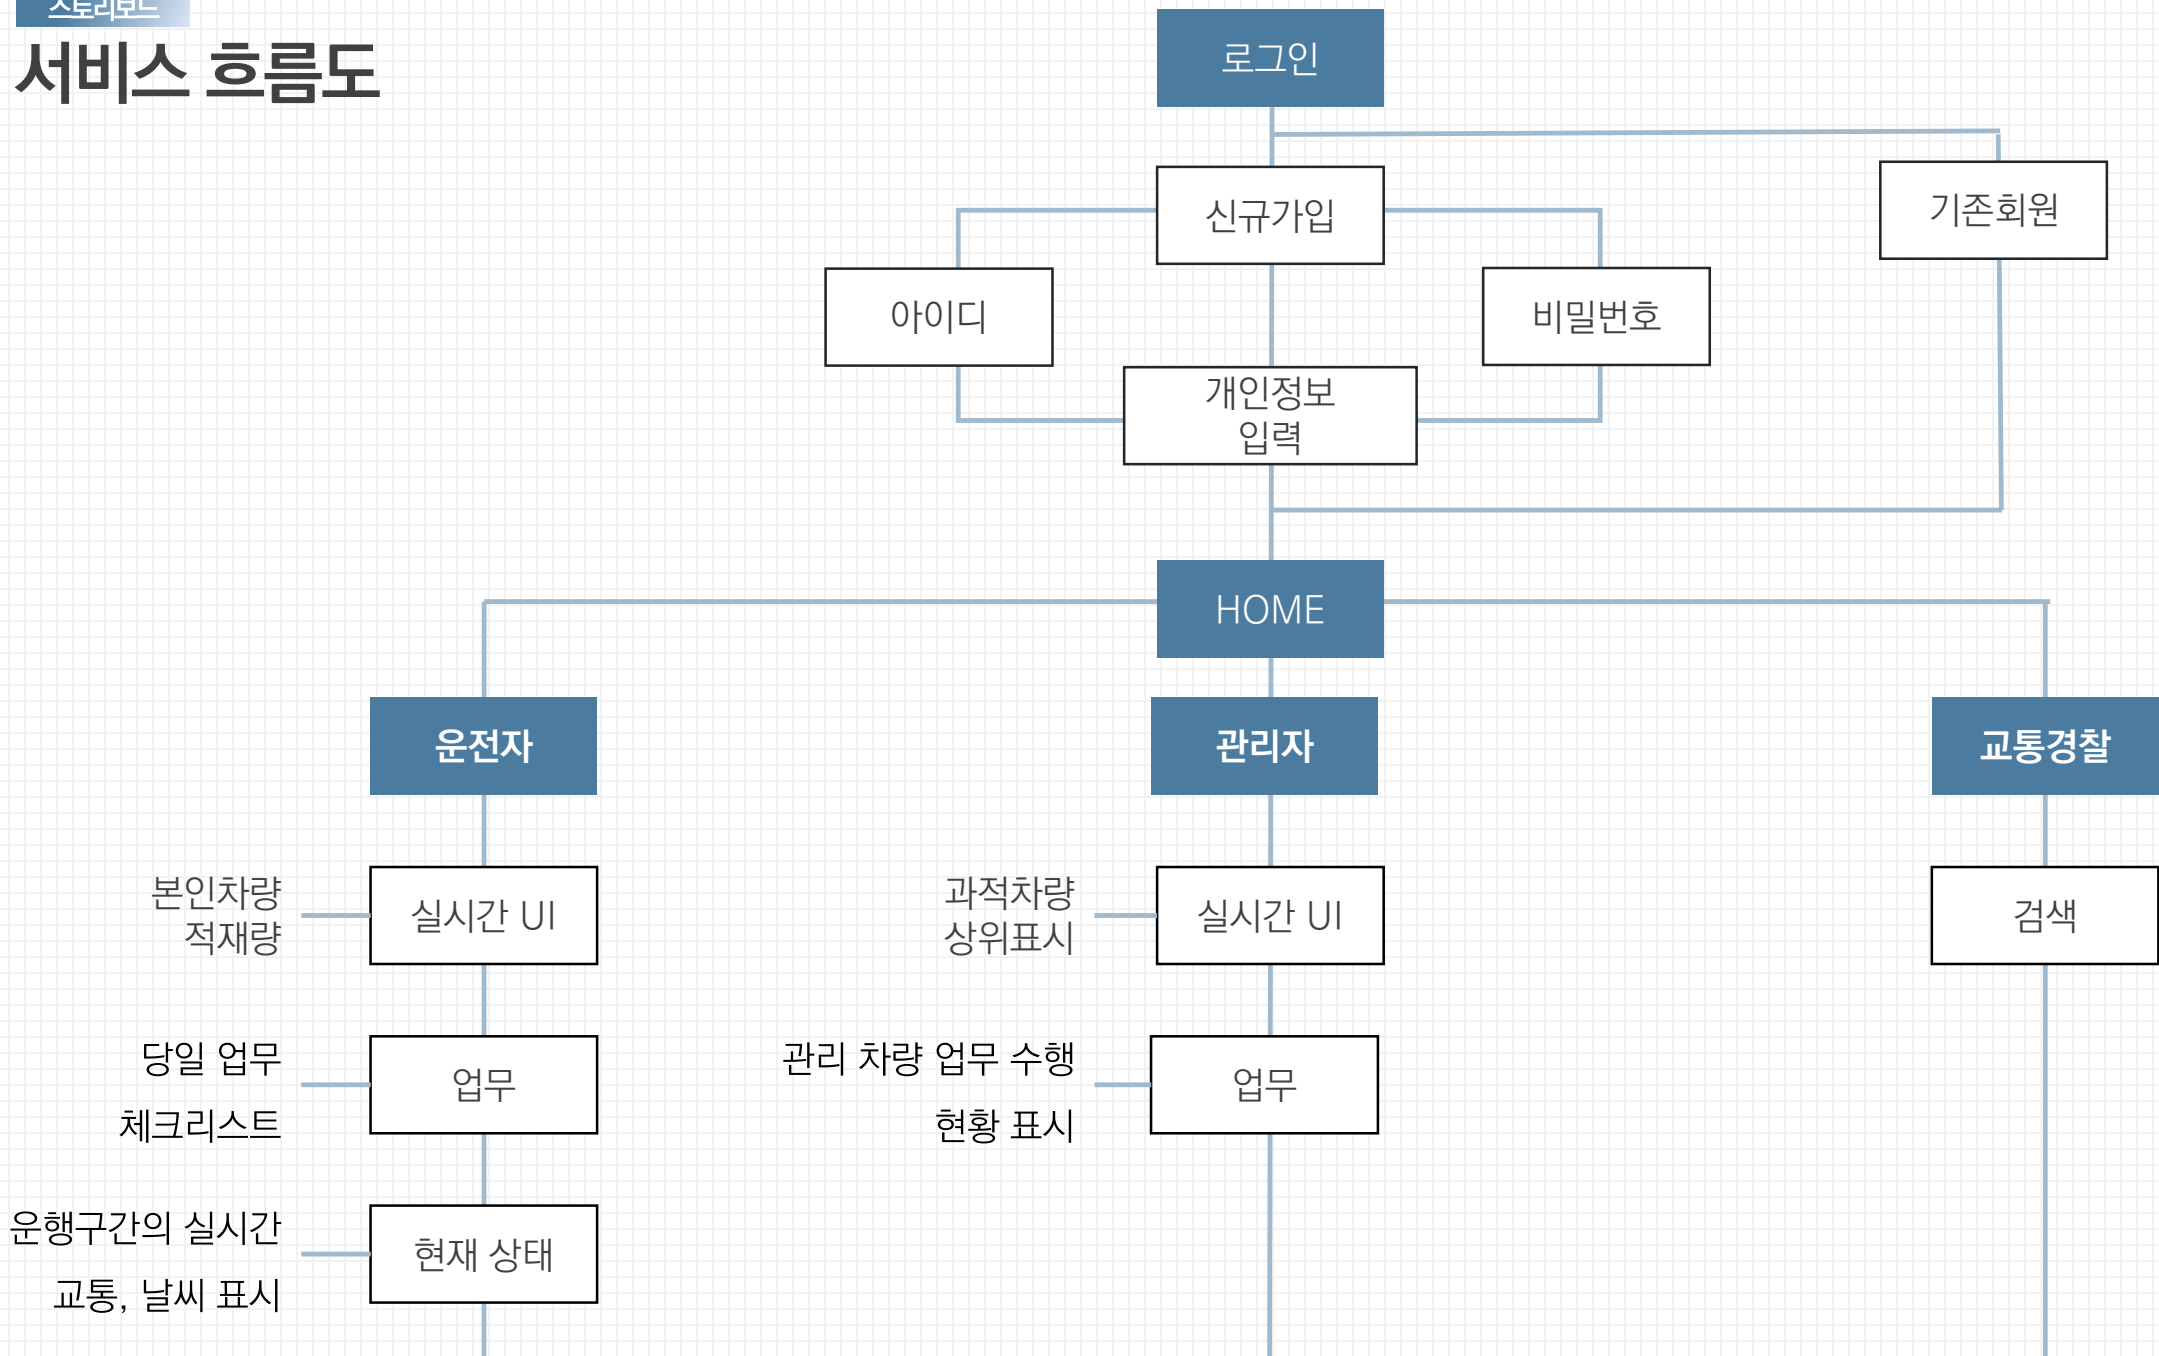 스토리보드
서비스 흐름도
로그인
신규가입
기존회원
아이디
비밀번호
개인정보
입력
HOME
운전자
관리자
교통경찰
본인차량
적재량
실시간 UI
과적차량
상위표시
실시간 UI
검색
당일 업무
체크리스트
업무
관리 차량 업무 수행
현황 표시
업무
운행구간의 실시간
교통, 날씨 표시
현재 상태